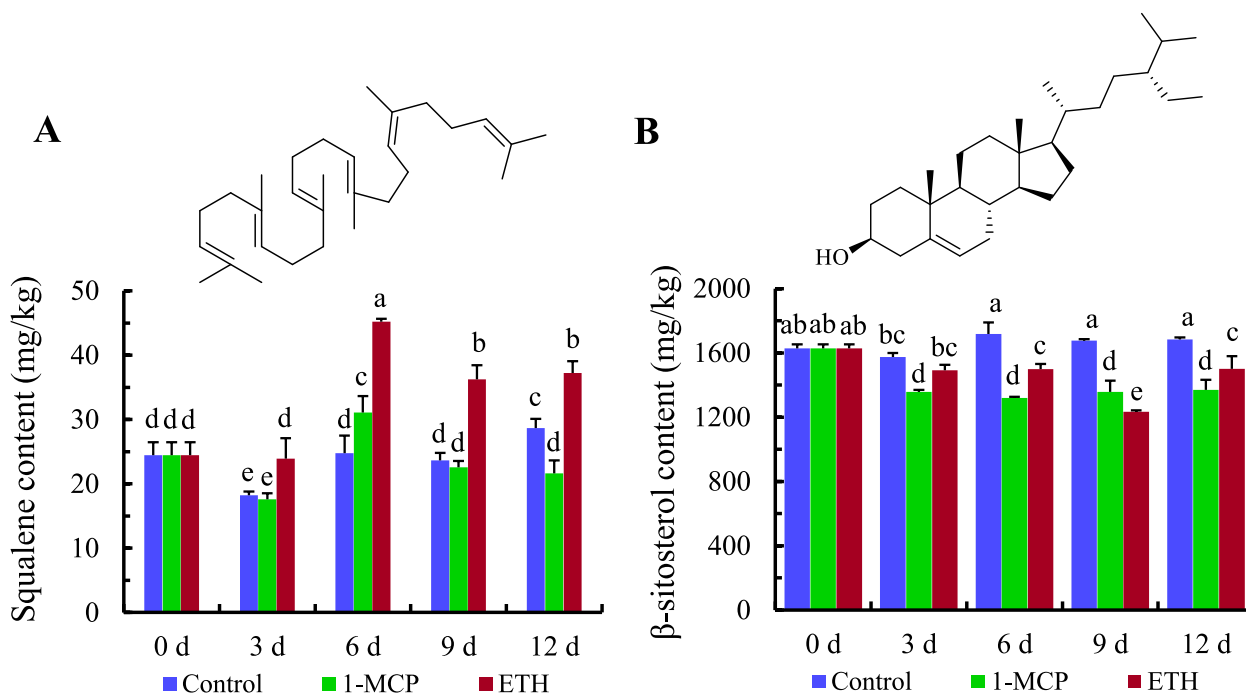 A
Squalene content (mg/kg)
50
40
30
20
10
0
d d d
e e d
d c a
d d b
c d b
0 d 3 d 6 d 9 d 12 d
Control 1-MCP ETH
B
HO
β-sitosterol content (mg/kg)
2000
1600
1200
800
400
0
ab ab ab
bc d bc
a d c
a d e
a d c
0 d 3 d 6 d 9 d 12 d
Control 1-MCP ETH